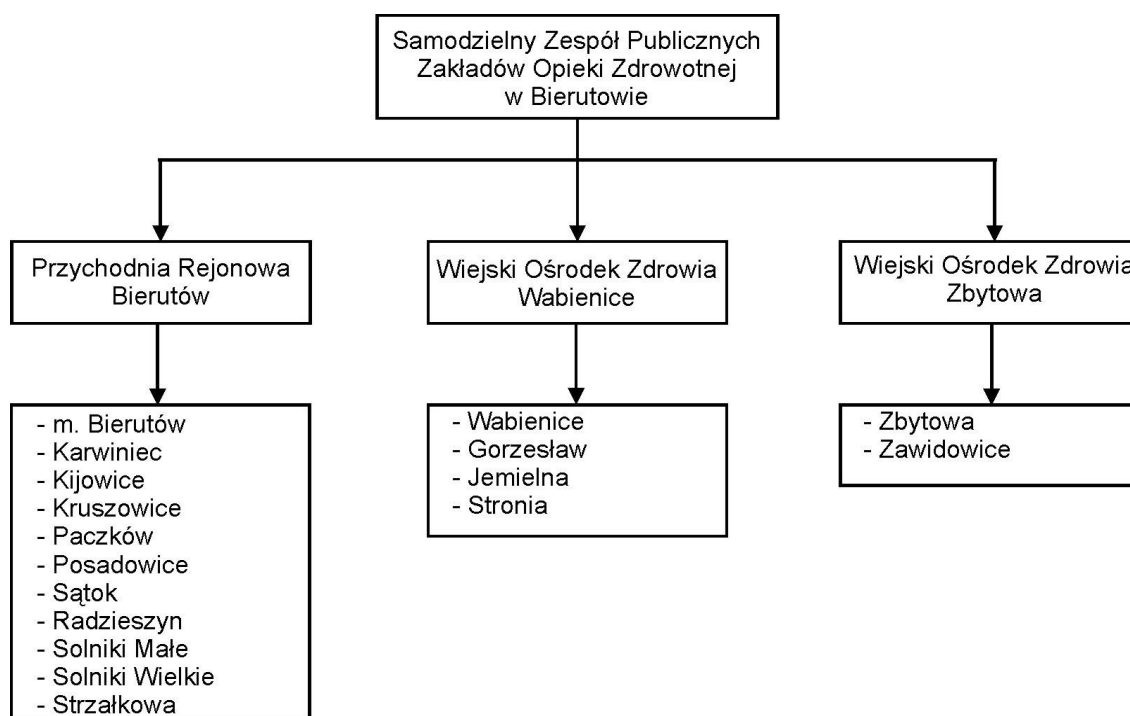 Samodzielny Zespół Publicznych
Zakładów Opieki Zdrowotnej
w Bierutowie
Przychodnia Rejonowa
Bierutów
Wiejski Ośrodek Zdrowia
Wabienice
Wiejski Ośrodek Zdrowia
Zbytowa
- m. Bierutów
- Karwiniec
- Kijowice
- Kruszowice
- Paczków
- Posadowice
- Sątok
- Radzieszyn
- Solniki Małe
- Solniki Wielkie
- Strzałkowa
- Wabienice
- Gorzesław
- Jemielna
- Stronia
- Zbytowa
- Zawidowice